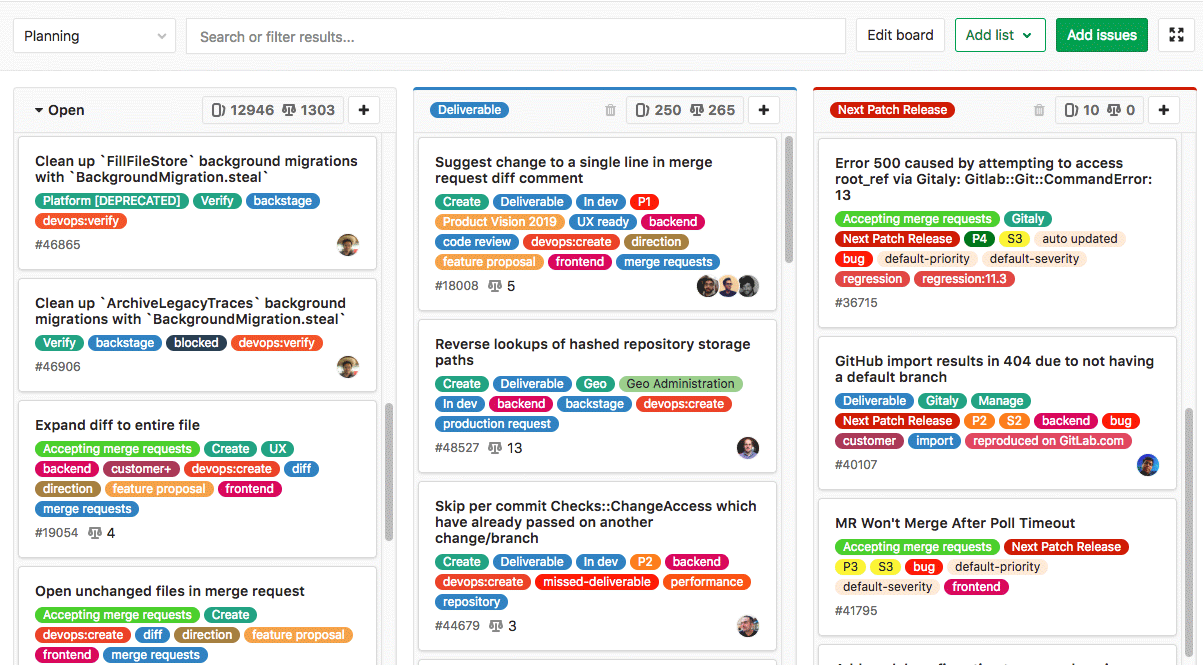 Planning
Search or filter results...
Edit board
Add list
Add issues
Open
12946 1303
+
Clean up `FillFileStore` background migrations
with `BackgroundMigration.steal`
Platform [DEPRECATED] Verify backstage
devops:verify
#46865
Clean up `ArchiveLegacyTraces` background
migrations with `BackgroundMigration.steal`
Verify backstage blocked devops:verify
#46906
Expand diff to entire file
Accepting merge requests Create UX
backend customer+ devops:create diff
direction feature proposal frontend
merge requests
#19054 4
Open unchanged files in merge request
Accepting merge requests Create
devops:create diff direction feature proposal
frontend merge requests
Deliverable
250 265
+
Suggest change to a single line in merge
request diff comment
Create Deliverable In dev P1
Product Vision 2019 UX ready backend
code review devops:create direction
feature proposal frontend merge requests
#18008 5
Reverse lookups of hashed repository storage
paths
Create Deliverable Geo Geo Administration
In dev backend backstage devops:create
production request
#48527 13
Skip per commit Checks::ChangeAccess which
have already passed on another
change/branch
Create Deliverable In dev P2 backend
devops:create missed-deliverable performance
repository
#44679 3
Next Patch Release
10 0
+
Error 500 caused by attempting to access
root_ref via Gitaly: Gitlab::Git::CommandError:
13
Accepting merge requests Gitaly
Next Patch Release P4 S3 auto updated
bug default-priority default-severity
regression regression:11.3
#36715
GitHub import results in 404 due to not having
a default branch
Deliverable Gitaly Manage
Next Patch Release P2 S2 backend bug
customer import reproduced on GitLab.com
#40107
MR Won't Merge After Poll Timeout
Accepting merge requests Next Patch Release
P3 S3 bug default-priority
default-severity frontend
#41795